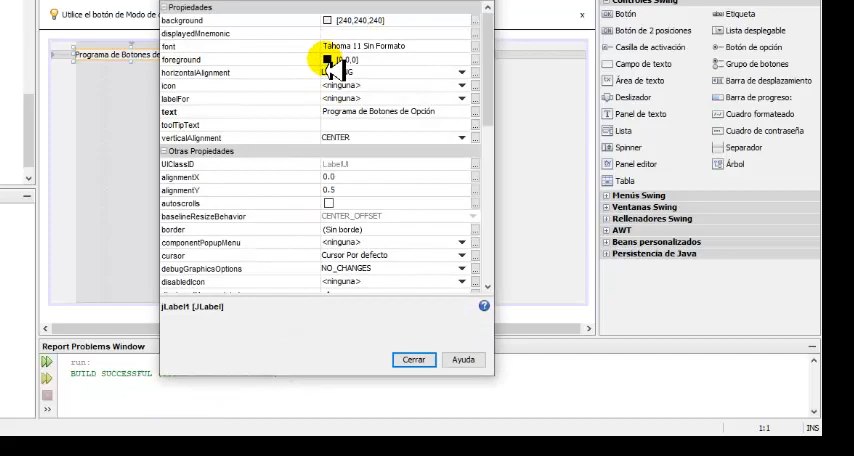 Utilice el botón de Modo de
x
Programa de Botones de
Propiedades
background [240,240,240]
displayedMnemonic
font Tahoma 11 Sin Formato
foreground
horizontalAlignment
icon <ninguna>
labelFor <ninguna>
text Programa de Botones de Opción
toolTipText
verticalAlignment CENTER
Otras Propiedades
UIClassID LabelUI
alignmentX 0.0
alignmentY 0.5
autoscrolls
baselineResizeBehavior CENTER_OFFSET
border (Sin borde)
componentPopupMenu <ninguna>
cursor Cursor Por defecto
debugGraphicsOptions NO_CHANGES
disabledIcon <ninguna>
jLabel1 [JLabel]
Cerrar Ayuda
Controles Swing
Botón Etiqueta
Botón de 2 posiciones Lista desplegable
Casilla de activación Botón de opción
Campo de texto Grupo de botones
Área de texto Barra de desplazamiento
Deslizador Barra de progreso:
Panel de texto Cuadro formateado
Lista Cuadro de contraseña
Spinner Separador
Panel editor Árbol
Tabla
Menús Swing
Ventanas Swing
Rellenadores Swing
AWT
Beans personalizados
Persistencia de Java
Report Problems Window
run:
BUILD SUCCESSFUL
1:1 INS